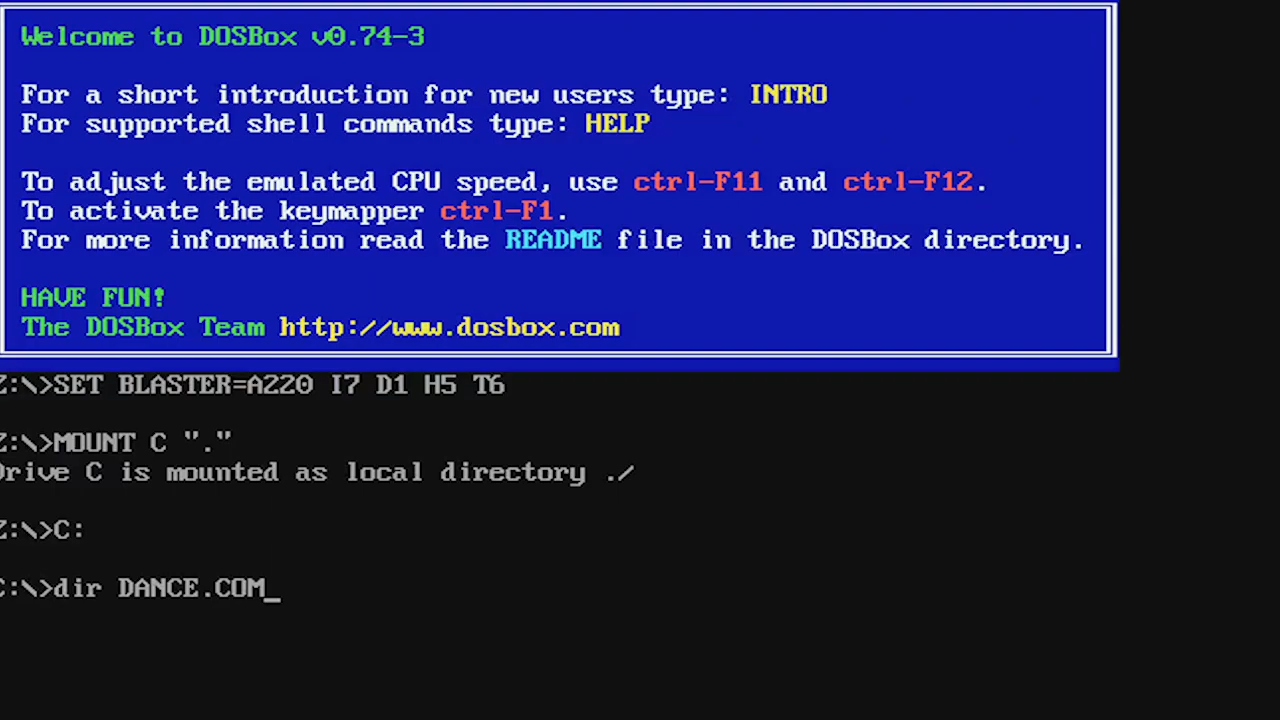 Welcome to DOSBox v0.74-3
For a short introduction for new users type: INTRO
For supported shell commands type: HELP
To adjust the emulated CPU speed, use ctrl-F11 and ctrl-F12.
To activate the keymapper ctrl-F1.
For more information read the README file in the DOSBox directory.
HAVE FUN!
The DOSBox Team http://www.dosbox.com
Z:\>SET BLASTER=A220 I7 D1 H5 T6
Z:\>MOUNT C "."
Drive C is mounted as local directory ./
Z:\>C:
C:\>dir DANCE.COM_